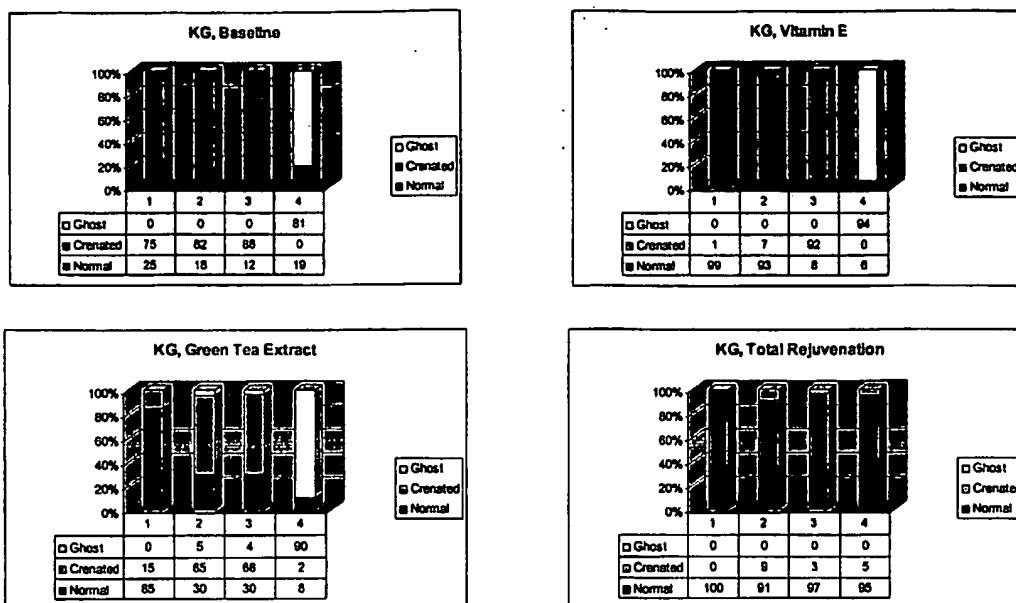 KG, Baseline
100%
80%
60%
40%
20%
0%
1 2 3 4
Ghost 0 0 0 81
Crenated 75 82 88 0
Normal 25 18 12 19
Ghost
Crenated
Normal
KG, Vitamin E
100%
80%
60%
40%
20%
0%
1 2 3 4
Ghost 0 0 0 94
Crenated 1 7 92 0
Normal 99 93 8 6
Ghost
Crenated
Normal
KG, Green Tea Extract
100%
80%
60%
40%
20%
0%
1 2 3 4
Ghost 0 5 4 90
Crenated 15 65 66 2
Normal 85 30 30 8
Ghost
Crenated
Normal
KG, Total Rejuvenation
100%
80%
60%
40%
20%
0%
1 2 3 4
Ghost 0 0 0 0
Crenated 0 9 3 5
Normal 100 91 97 95
Ghost
Crenated
Normal